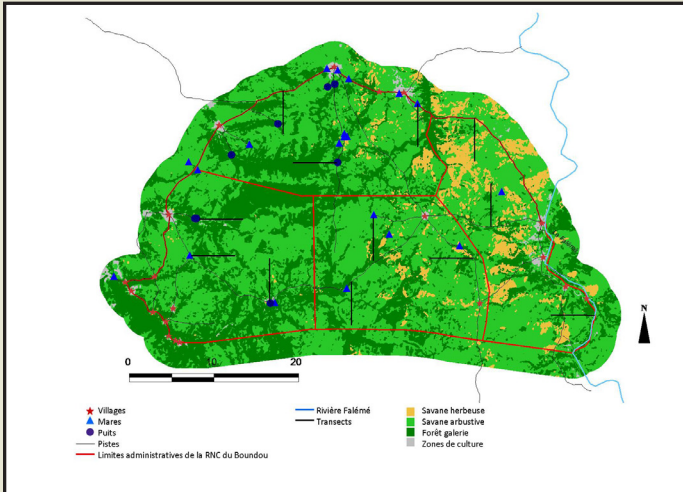 N
0 10 20
Villages
Mares
Puits
Pistes
Limites administratives de la RNC du Boundou
Rivière Falémé
Transects
Savane herbeuse
Savane arbustive
Forêt galerie
Zones de culture